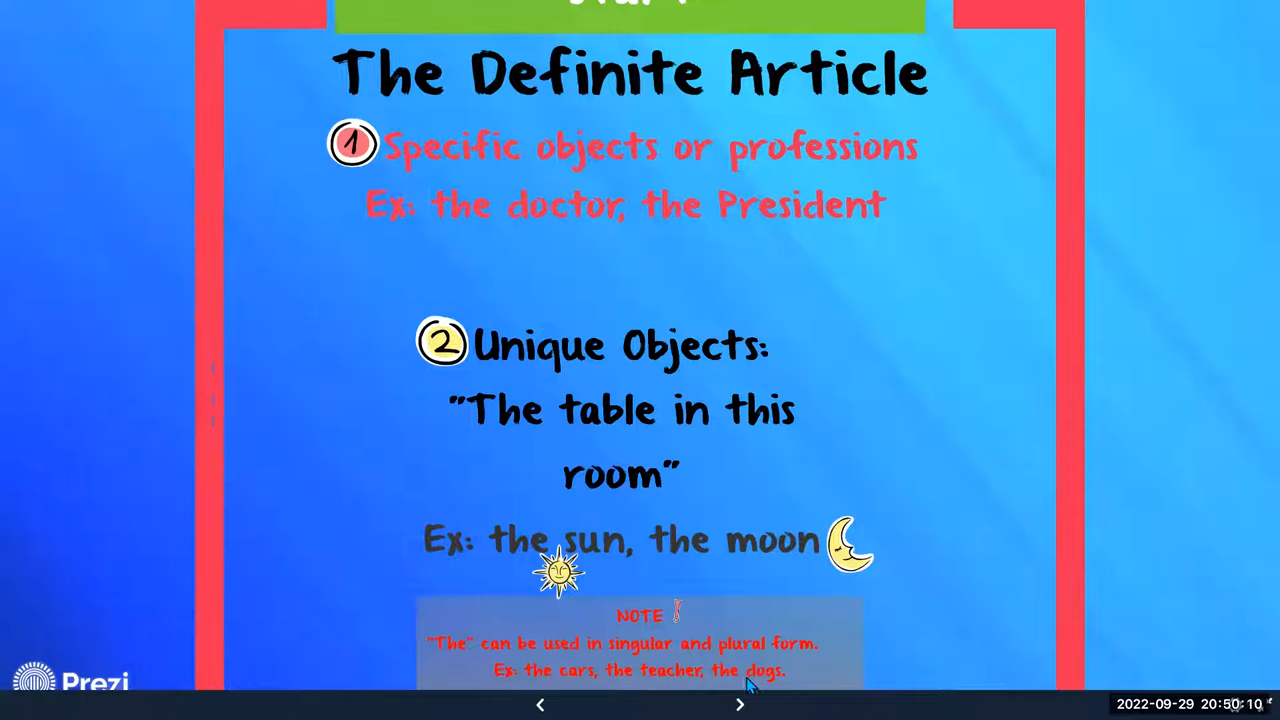 The Definite Article
1 Specific objects or professions
Ex: the doctor, the President
2 Unique Objects:
"The table in this
room"
Ex: the sun, the moon
NOTE
"The" can be used in singular and plural form.
Ex: the cars, the teacher, the dogs.
Prezi
2022-09-29 20:50:10